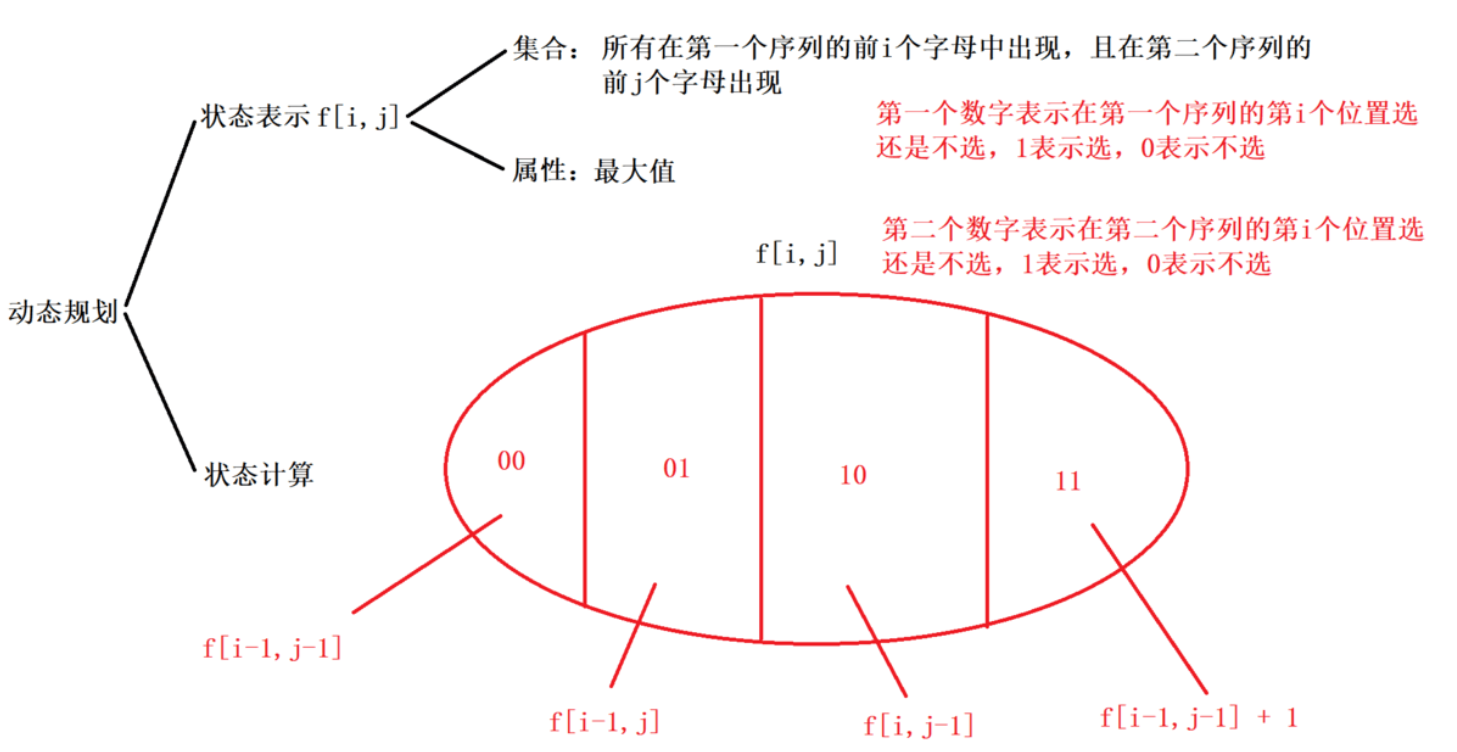 集合： 所有在第一个序列的前i个字母中出现，且在第二个序列的
前j个字母出现
状态表示 f[i,j]
第一个数字表示在第一个序列的第i个位置选
还是不选，1表示选，0表示不选
属性：最大值
第二个数字表示在第二个序列的第i个位置选
还是不选，1表示选，0表示不选
f[i,j]
动态规划
状态计算
00
01
10
11
f[i-1,j-1]
f[i-1,j]
f[i,j-1]
f[i-1,j-1] + 1